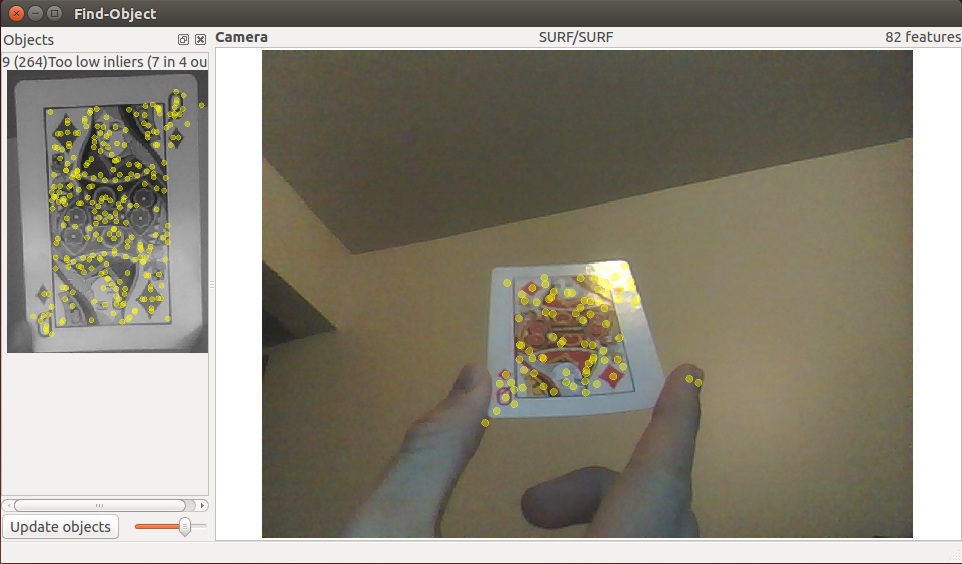 Find-Object
Objects
Camera
SURF/SURF
82 features
9 (264)Too low inliers (7 in 4 ou
Q
Q
Q
Update objects